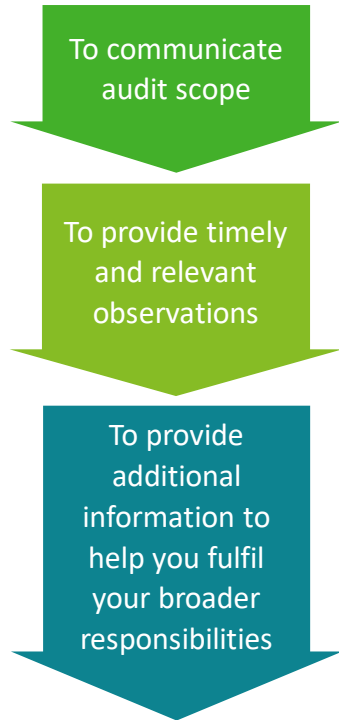 To communicate
audit scope
To provide timely
and relevant
observations
To provide
additional
information to
help you fulfil
your broader
responsibilities